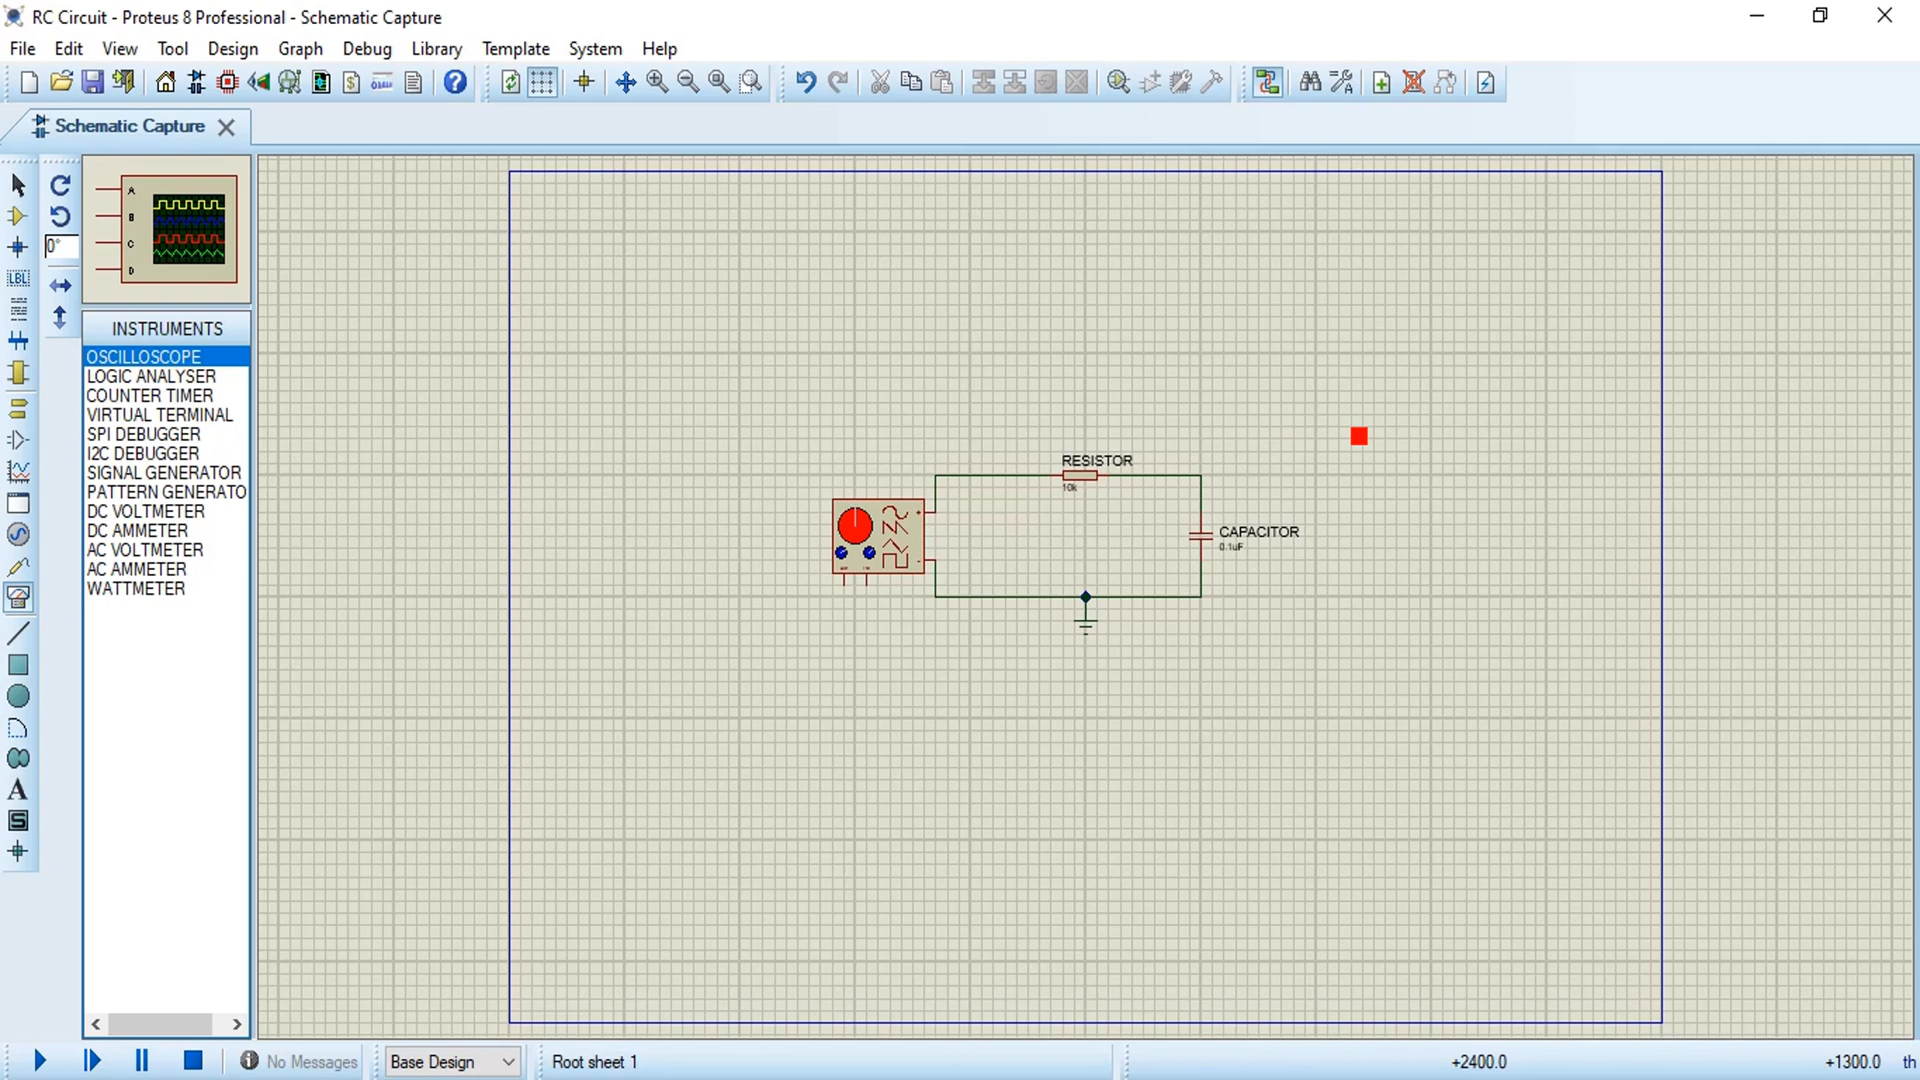 RC Circuit - Proteus 8 Professional - Schematic Capture
File Edit View Tool Design Graph Debug Library Template System Help
Schematic Capture
0°
A
B
C
D
LBL
INSTRUMENTS
OSCILLOSCOPE
LOGIC ANALYSER
COUNTER TIMER
VIRTUAL TERMINAL
SPI DEBUGGER
I2C DEBUGGER
SIGNAL GENERATOR
PATTERN GENERATO
DC VOLTMETER
DC AMMETER
AC VOLTMETER
AC AMMETER
WATTMETER
A
S
RESISTOR
10k
CAPACITOR
0.1uF
No Messages
Base Design
Root sheet 1
+2400.0
+1300.0
th